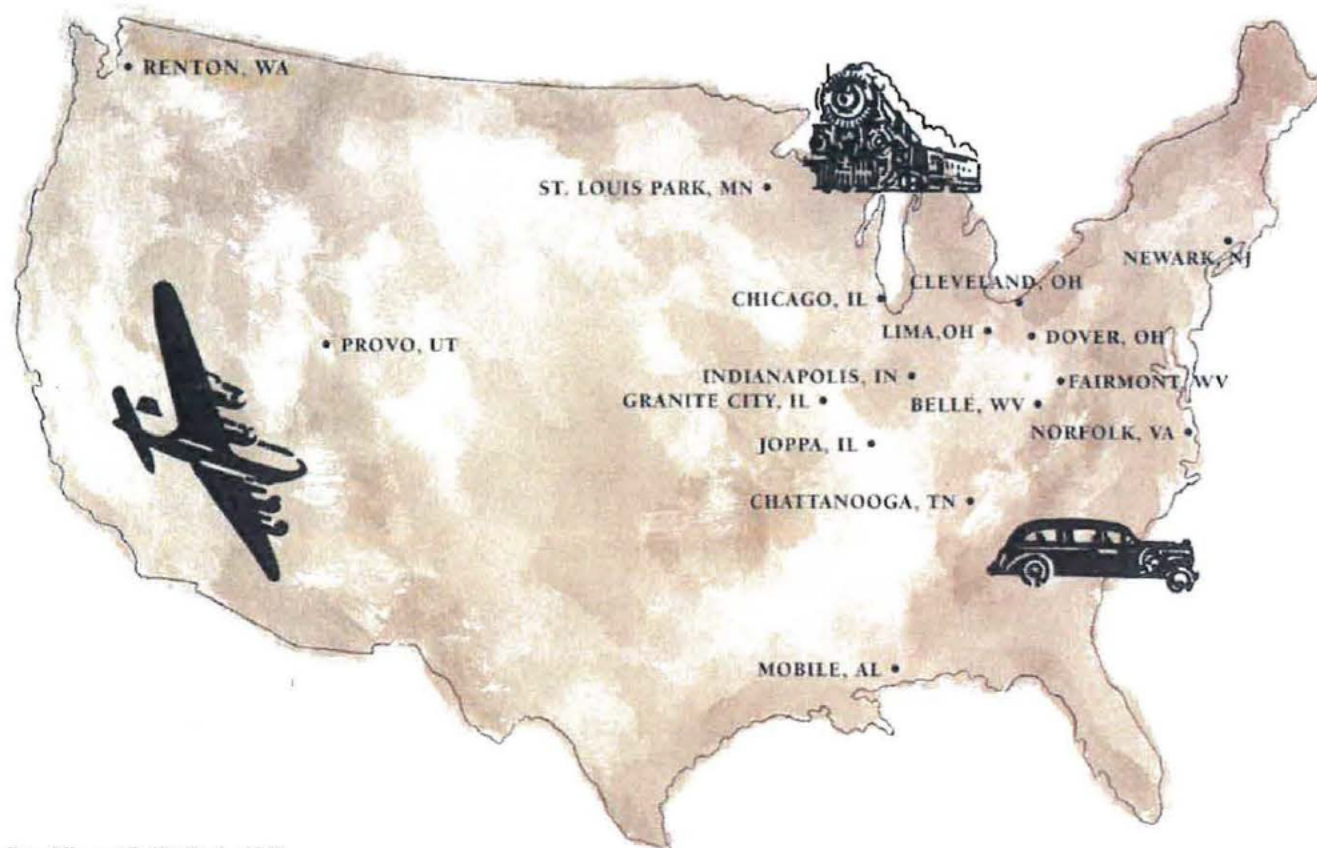 RENTON, WA
ST. LOUIS PARK, MN
NEWARK, NJ
CLEVELAND, OH
CHICAGO, IL
LIMA,OH
DOVER, OH
PROVO, UT
INDIANAPOLIS, IN
FAIRMONT, WV
GRANITE CITY, IL
BELLE, WV
NORFOLK, VA
JOPPA, IL
CHATTANOOGA, TN
MOBILE, AL